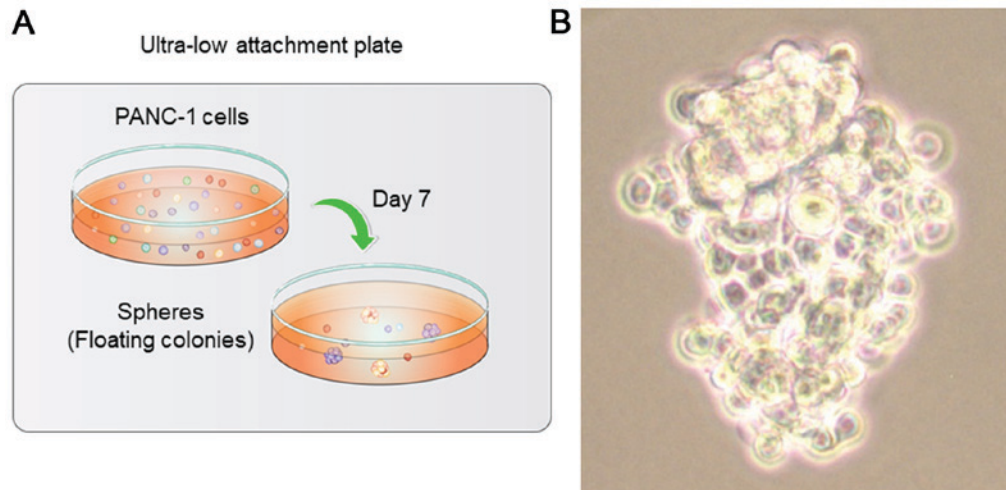 A
Ultra-low attachment plate
PANC-1 cells
Day 7
Spheres
(Floating colonies)
B